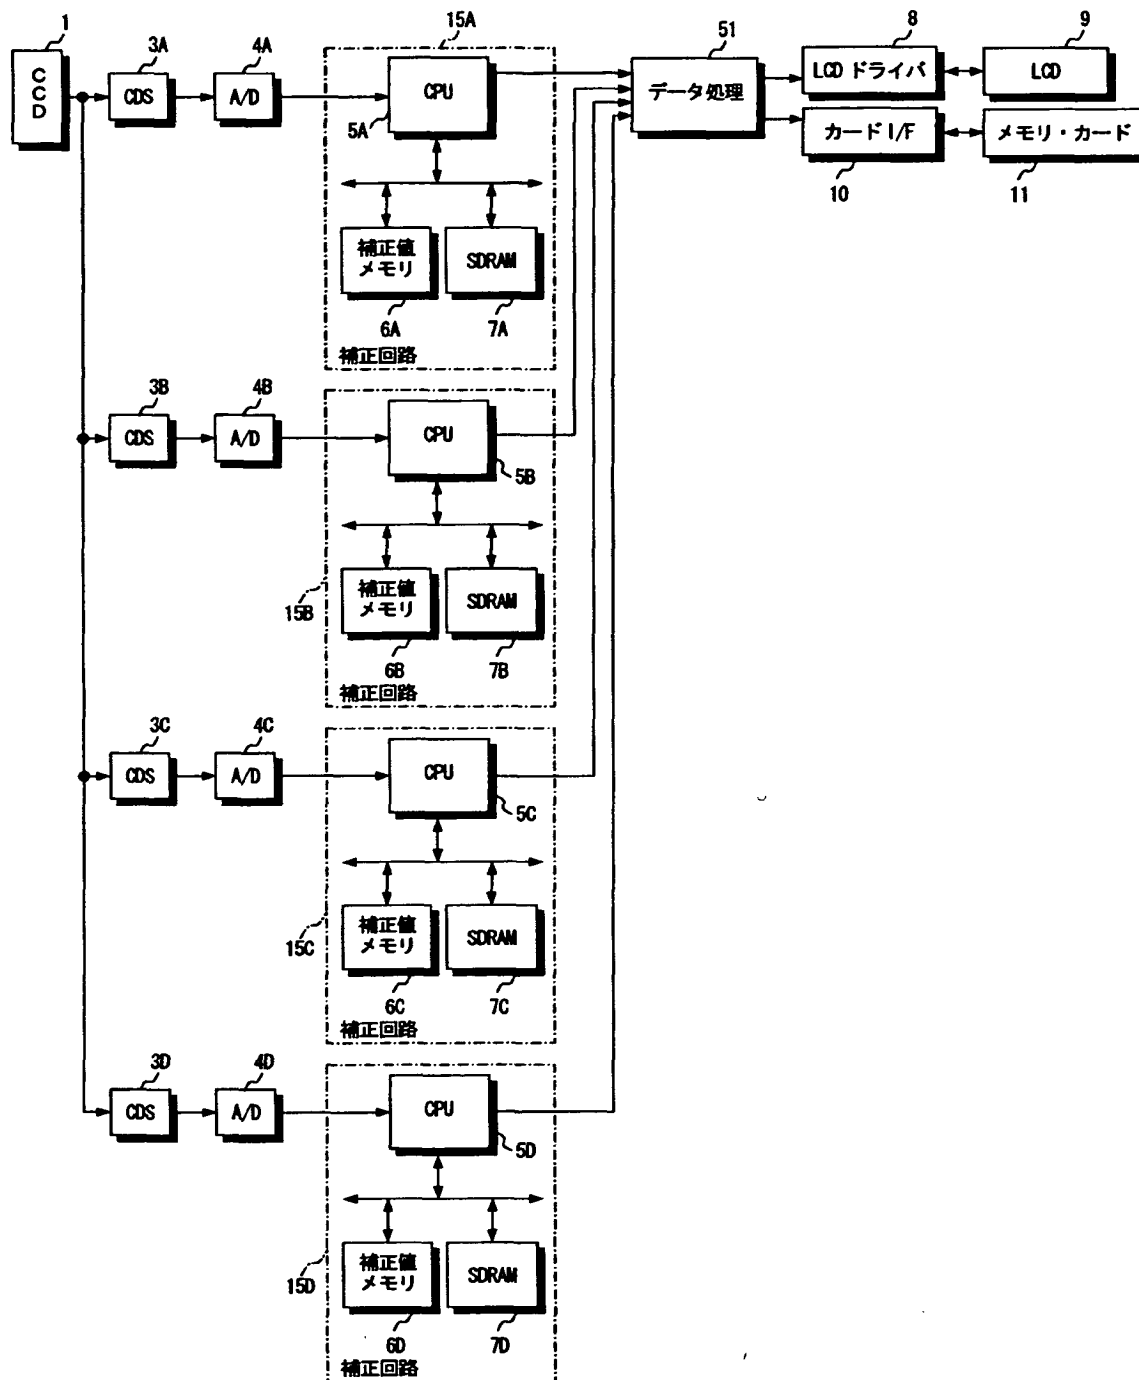 1
CCD
3A
CDS
4A
A/D
15A
CPU
5A
補正値
メモリ
6A
SDRAM
7A
補正回路
51
データ処理
8
LCD ドライバ
9
LCD
カード I/F
10
メモリ・カード
11
3B
CDS
4B
A/D
CPU
5B
15B
補正値
メモリ
6B
SDRAM
7B
補正回路
3C
CDS
4C
A/D
CPU
5C
15C
補正値
メモリ
6C
SDRAM
7C
補正回路
3D
CDS
4D
A/D
CPU
5D
15D
補正値
メモリ
6D
SDRAM
7D
補正回路